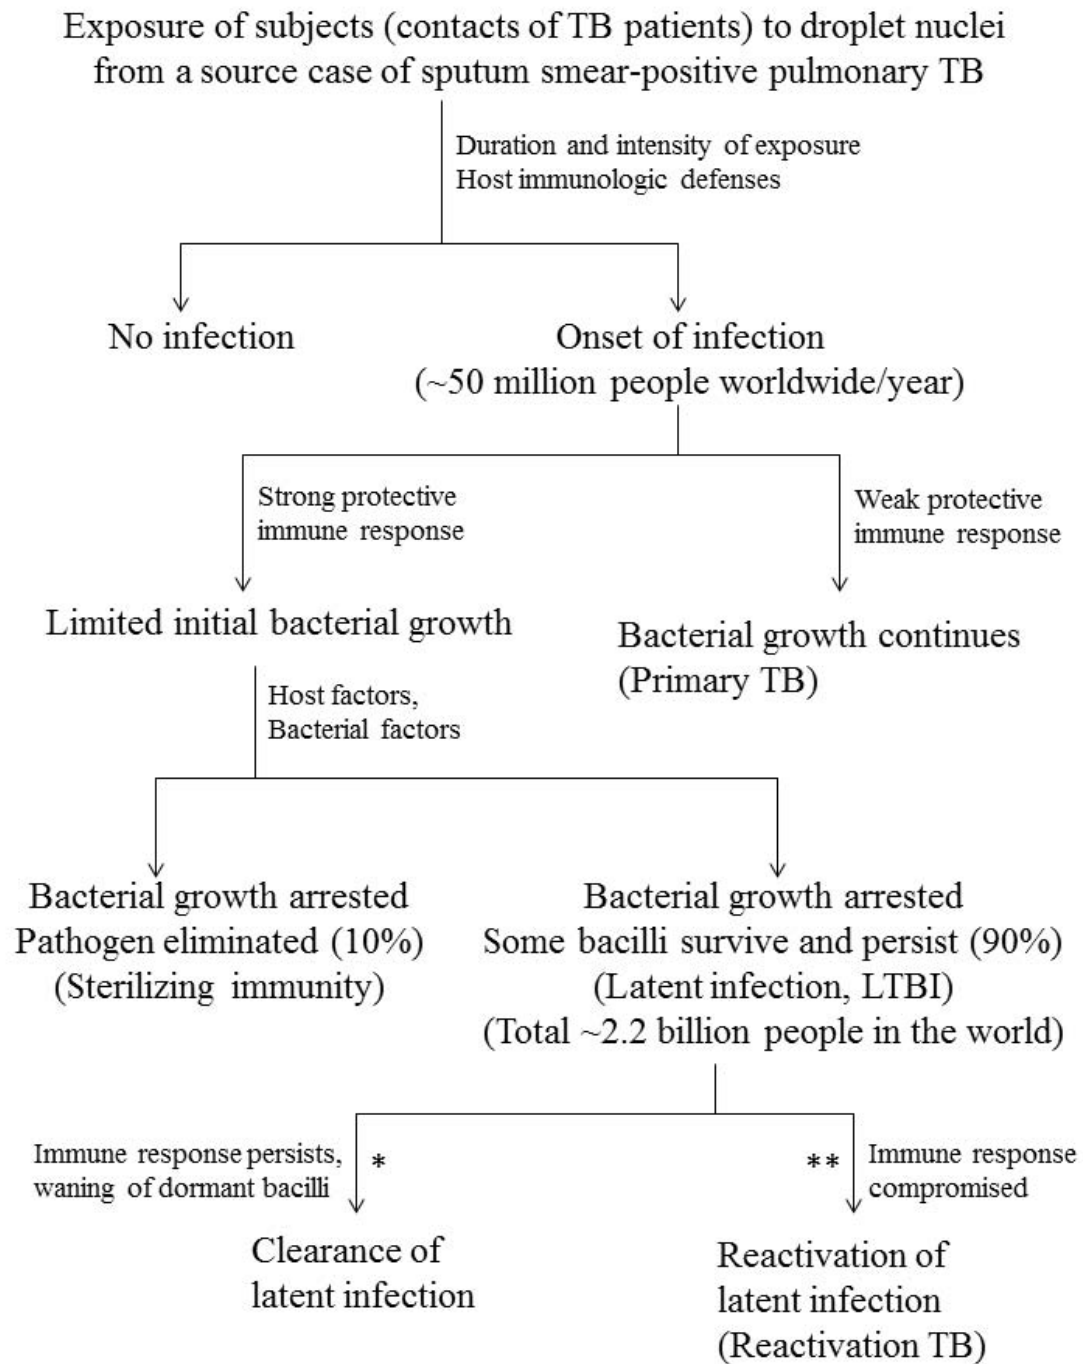 Exposure of subjects (contacts of TB patients) to droplet nuclei
from a source case of sputum smear-positive pulmonary TB
Duration and intensity of exposure
Host immunologic defenses
No infection
Onset of infection
(~50 million people worldwide/year)
Strong protective
immune response
Weak protective
immune response
Limited initial bacterial growth
Bacterial growth continues
(Primary TB)
Host factors,
Bacterial factors
Bacterial growth arrested
Pathogen eliminated (10%)
(Sterilizing immunity)
Bacterial growth arrested
Some bacilli survive and persist (90%)
(Latent infection, LTBI)
(Total ~2.2 billion people in the world)
Immune response persists,
waning of dormant bacilli
*
**
Immune response
compromised
Clearance of
latent infection
Reactivation of
latent infection
(Reactivation TB)